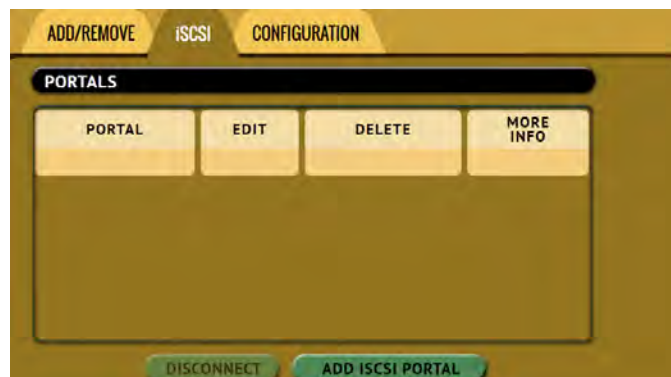 ADD/REMOVE iSCSI CONFIGURATION
PORTALS
PORTAL EDIT DELETE MORE INFO
DISCONNECT ADD ISCSI PORTAL